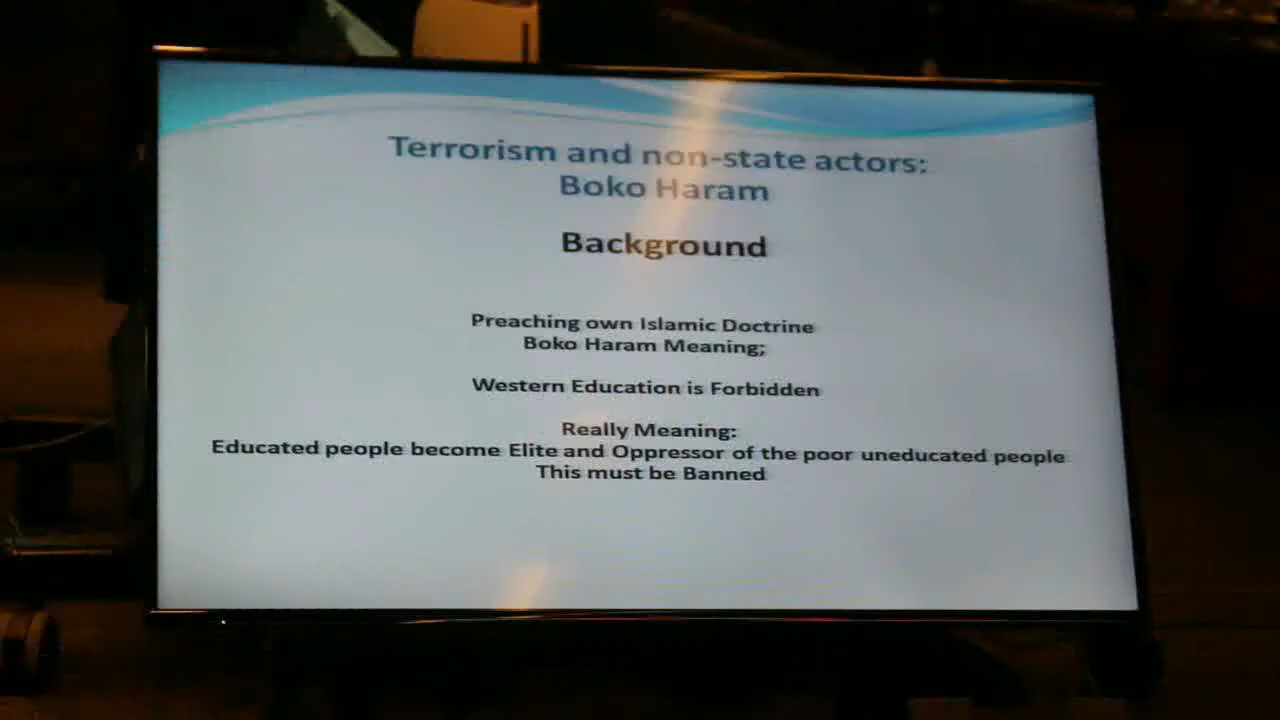 Terrorism and non-state actors:
Boko Haram
Background
Preaching own Islamic Doctrine
Boko Haram Meaning;
Western Education is Forbidden
Really Meaning:
Educated people become Elite and Oppressor of the poor uneducated people
This must be Banned